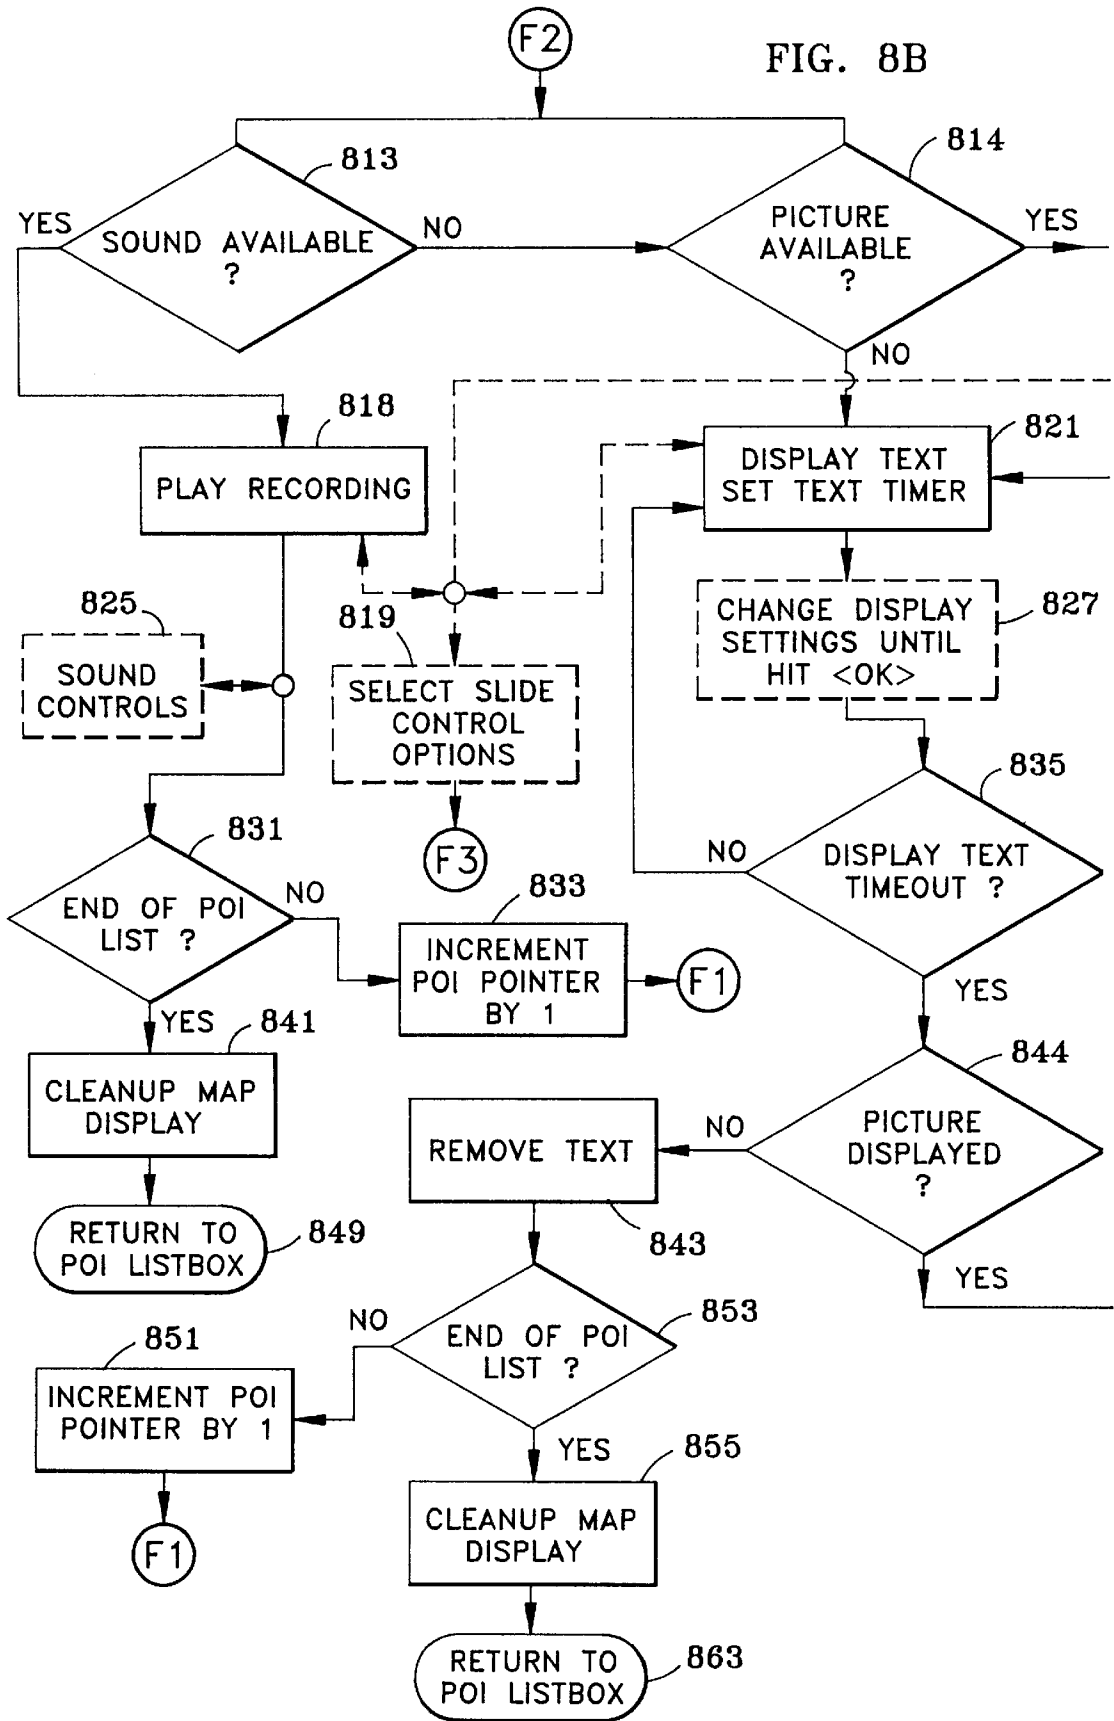 F2
FIG. 8B
813
814
YES
SOUND AVAILABLE
?
NO
PICTURE
AVAILABLE
?
YES
NO
818
PLAY RECORDING
821
DISPLAY TEXT
SET TEXT TIMER
825
SOUND
CONTROLS
819
SELECT SLIDE
CONTROL
OPTIONS
F3
827
CHANGE DISPLAY
SETTINGS UNTIL
HIT <OK>
835
DISPLAY TEXT
TIMEOUT ?
NO
YES
831
END OF POI
LIST ?
NO
YES
833
INCREMENT
POI POINTER
BY 1
F1
841
CLEANUP MAP
DISPLAY
RETURN TO
POI LISTBOX
849
844
PICTURE
DISPLAYED
?
NO
YES
REMOVE TEXT
843
853
END OF POI
LIST ?
NO
YES
851
INCREMENT POI
POINTER BY 1
F1
855
CLEANUP MAP
DISPLAY
RETURN TO
POI LISTBOX
863